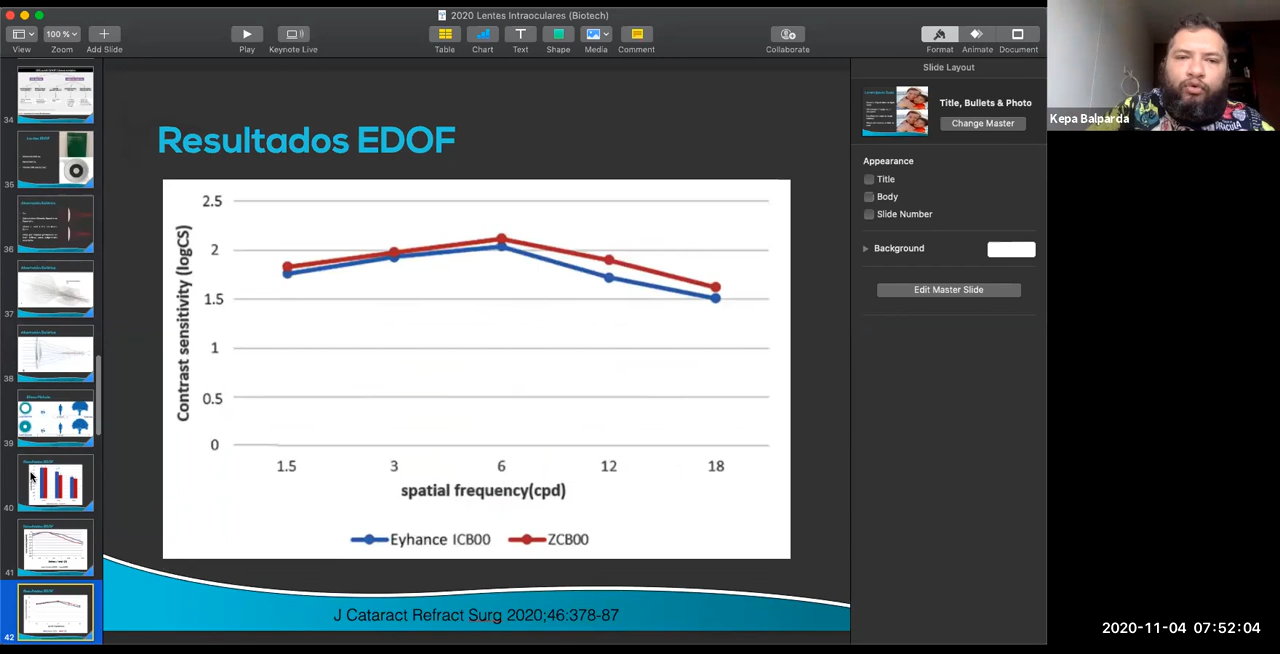 2020 Lentes Intraoculares (Biotech)
View
100 %
Zoom
Add Slide
Play
Keynote Live
Table
Chart
Text
Shape
Media
Comment
Collaborate
Format
Animate
Document
34
35
36
37
38
39
40
41
42
Resultados EDOF
2.5
2
1.5
1
0.5
0
Contrast sensitivity (logCS)
1.5 3 6 12 18
spatial frequency(cpd)
Eyhance ICB00 ZCB00
J Cataract Refract Surg 2020;46:378-87
Slide Layout
Title, Bullets & Photo
Change Master
Appearance
Title
Body
Slide Number
Background
Edit Master Slide
Kepa Balparda
2020-11-04 07:52:04